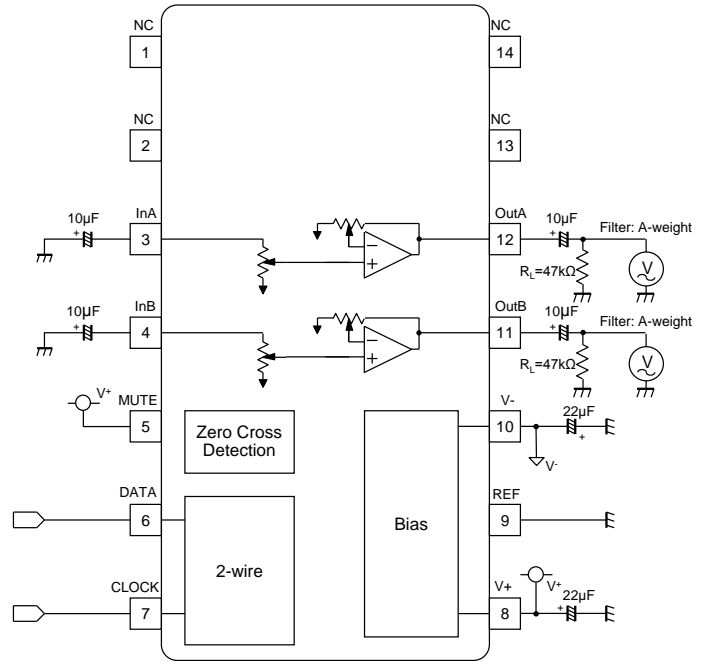 NC
1
NC
14
NC
2
NC
13
10µF
+
InA
3
−
+
OutA
12
10µF
+
Filter: A-weight
RL=47kΩ
V
10µF
+
InB
4
−
+
OutB
11
10µF
+
Filter: A-weight
RL=47kΩ
V
V+
MUTE
5
Zero Cross
Detection
V-
10
22µF
+
V-
DATA
6
REF
9
2-wire
Bias
CLOCK
7
V+
8
V+
22µF
+